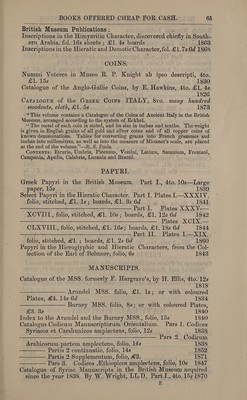 BOOKS OFFERED CHEAP FOR CASH. 65
British Museum Publications:
Inscriptions in the Himyaritic Character, discovered chiefly in South-
ern Arabia, fol. 16s sheets; £1. 4s boards 1863
Inscriptions in the Hieratic and Demotic Character, fol. £1. 7s 6d 1868
COINS.
Nummi Veteres in Museo R. P. Knight ab ipso descripti, 4to.
£1. 15s 1830
Catalogue of the Anglo-Gallic Coins, by E. Hawkins, 4to. £1. 4s
1826
CATALOGUE of the GREEK COINS ITALY, 8vo. many hundred
woodcuts, cloth, £1. 5s 1873
“This volume contains a Catalogue of the Coins of Ancient Italy in the British
Museum, arranged according to the system of Eckhel.
“The metal of each coin is stated, and its size in inches and tenths. The weight
is given in English grains of all gold and silver coins and of all copper coins of
known denominations. Tables for converting grains into French grammes and
inches into millimètres, as well as into the measure of Mionnet's scale, are placed
at the end of the volume.”—R. S. Poole.
CONTENTS: Etruria, Umbria, Picenum, Vestini, Latium, Samnium, Frentani,
Campania, Apulia, Calabria, Lucania and Bruttii.
PAPYRI.
Greek Papyri in the British Museum. Part I., 4to. 10s—Large
paper, 15s 1839
Select Papyri in the Hieratic Character. Part I. Plates I.—XXXIV.
folio, stitched, £1. 1s; boards, £1. 5s 6d 1841
Part I. Plates XXXV.—
XCVIII., folio, stitched, £1. 10s; boards, £1. 12s 6d 1842
Plates XCIX.—
CLXVIII., folio, stitched, £1. 16s; boards, £1. 18s 6d 1844
Part II. Plates I.—XIX.
folio, stitched, £1.; boards, £1. 2s 6d 1860
Papyri in the Hieroglyphic and Hieratic Characters, from the Col-
lection of the Earl of Belmore, folio, 6s 1843
MANUSCRIPTS.
Catalogue of the MSS. formerly F. Hargrave's, by H. Ellis, 4to. 12s
1818
Arundel MSS. folio, £1. 8s; or with coloured
Plates, £4. 14s 6d 1834
Burney MSS. folio, 8s; or with coloured Plates,
£3. 3s 1840
Index to the Arundel and the Burney MSS., folio, 15s 1840
Catalogus Codicum Manuscriptorum Orientalium. Pars 1. Codices
Syriacos et Carshunicos amplectens, folio, 12s 1838
Pars 2. Codicum
Arabicorum partem amplectens, folio, 14s 1838
Partis 2 continuatio, folio, 14s 1852
Partis 2 Supplementum, folio, £2. 1871
Pars 3. Codices Æthiopicos amplectens, folio, 10s 1847
Catalogue of Syriac Manuscripts in the British Museum acquired
since the year 1838. By W. Wright, LL.D. Part I., 4to. 15s 1870
E